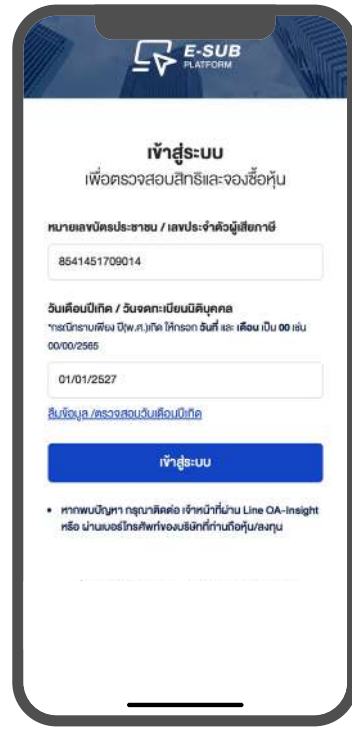 E-SUB
PLATFORM
เข้าสู่ระบบ
เพื่อตรวจสอบสิทธิและจองซื้อหุ้น
หมายเลขบัตรประชาชน / เลขประจำตัวผู้เสียภาษี
8541451709014
วันเดือนปีเกิด / วันจดทะเบียนนิติบุคคล
*กรณีทราบเพียง ปี(พ.ศ.)เกิด ให้กรอก วันที่ และ เดือน เป็น 00 เช่น
00/00/2565
01/01/2527
ลืมข้อมูล /ตรวจสอบวันเดือนปีเกิด
เข้าสู่ระบบ
• หากพบปัญหา กรุณาติดต่อ เจ้าหน้าที่ผ่าน Line OA-Insight
หรือ ผ่านเบอร์โทรศัพท์ของบริษัทที่ท่านถือหุ้น/ลงทุน